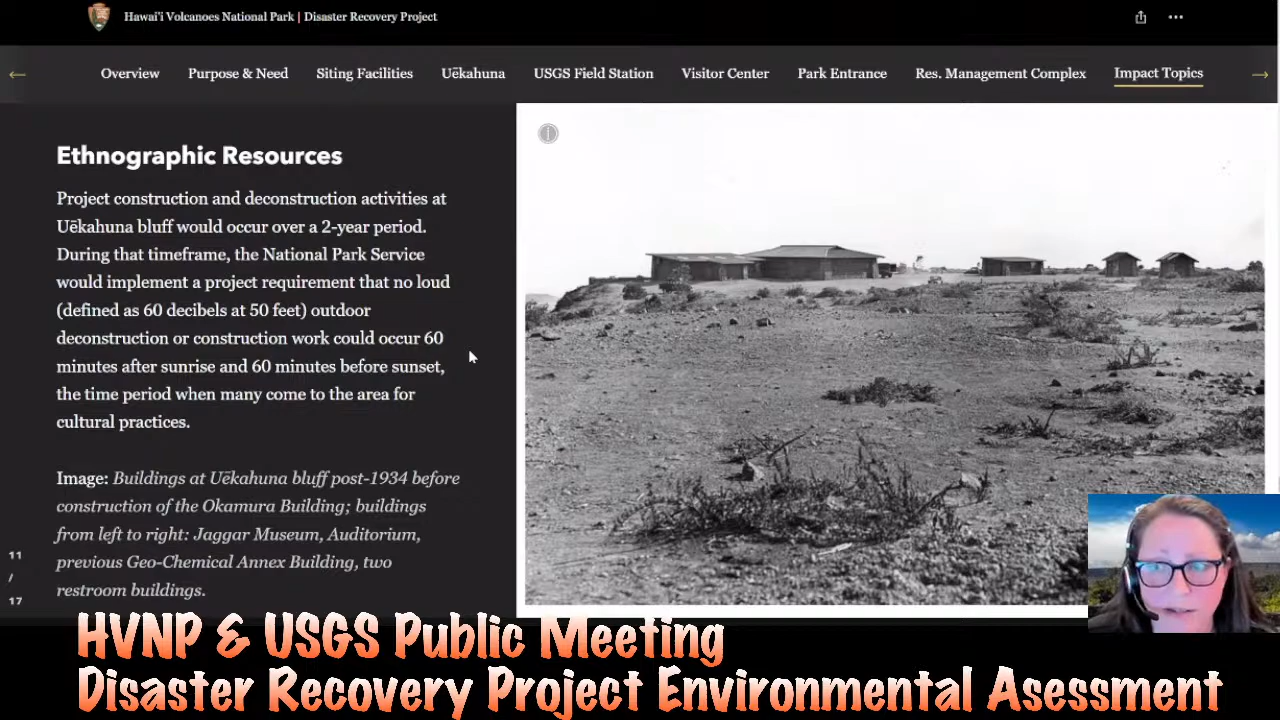 Hawai'i Volcanoes National Park | Disaster Recovery Project
Overview
Purpose & Need
Siting Facilities
Uēkahuna
USGS Field Station
Visitor Center
Park Entrance
Res. Management Complex
Impact Topics
Ethnographic Resources
Project construction and deconstruction activities at
Uēkahuna bluff would occur over a 2-year period.
During that timeframe, the National Park Service
would implement a project requirement that no loud
(defined as 60 decibels at 50 feet) outdoor
deconstruction or construction work could occur 60
minutes after sunrise and 60 minutes before sunset,
the time period when many come to the area for
cultural practices.
Image: Buildings at Uēkahuna bluff post-1934 before
construction of the Okamura Building; buildings
from left to right: Jaggar Museum, Auditorium,
previous Geo-Chemical Annex Building, two
restroom buildings.
11
/
17
HVNP & USGS Public Meeting
Disaster Recovery Project Environmental Asessment